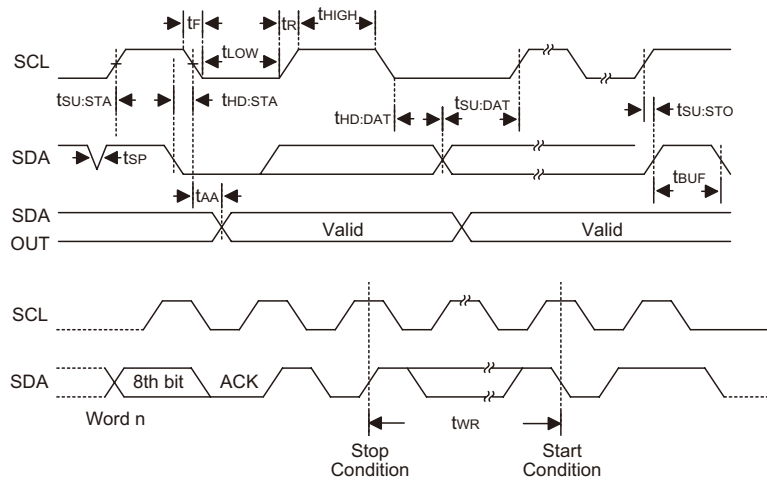 tF tR tHIGH
tLOW
SCL
tSU:STA tHD:STA tHD:DAT tSU:DAT tSU:STO
SDA
tSP tBUF
tAA
SDA
OUT
Valid Valid
SCL
SDA 8th bit ACK
Word n
tWR
Stop
Condition
Start
Condition